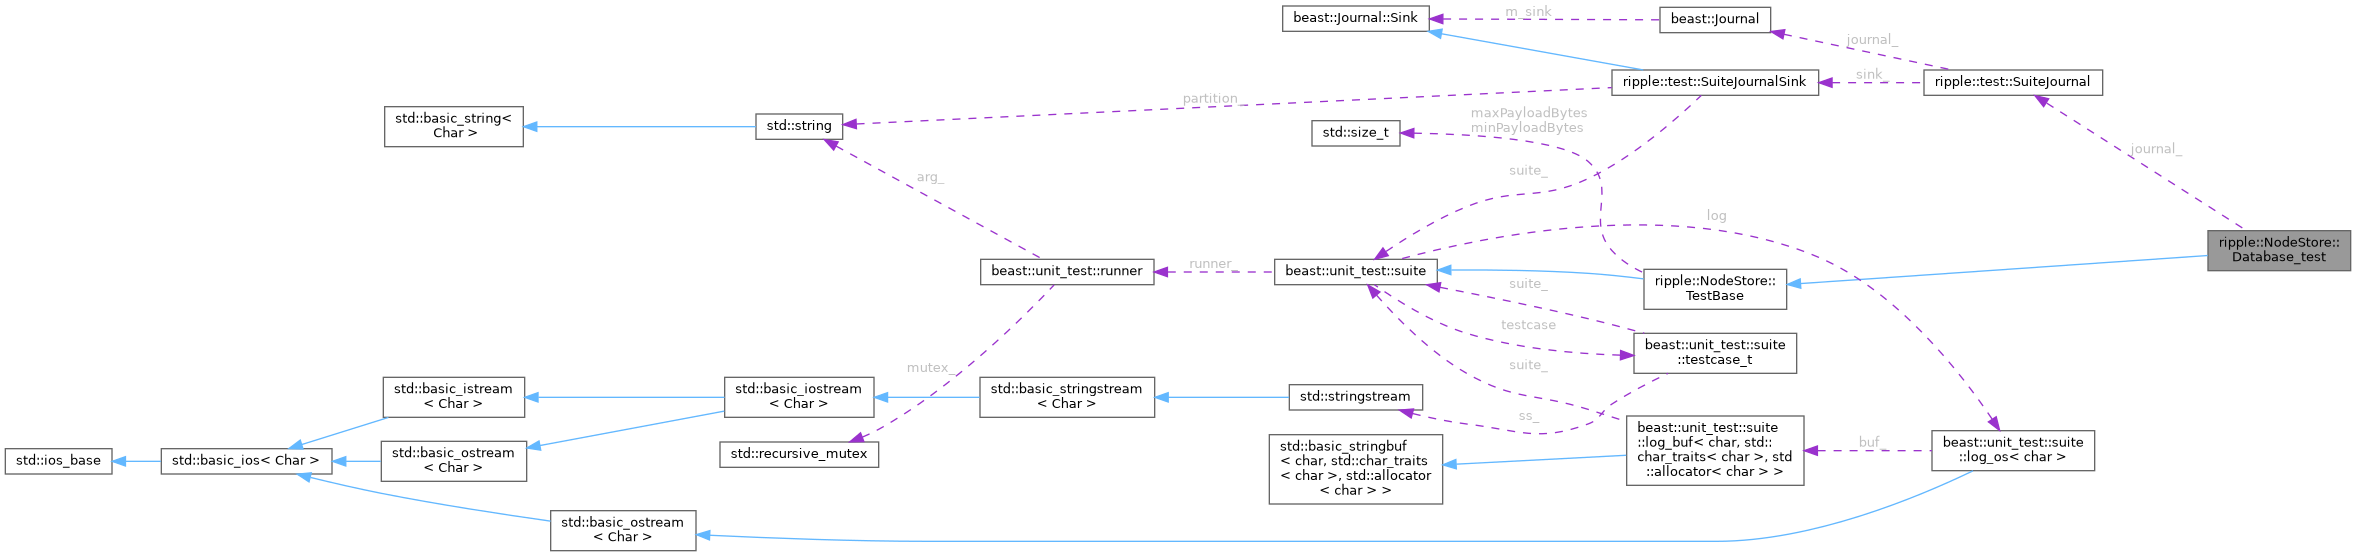 beast::Journal::Sink
m_sink
beast::Journal
journal_
ripple::test::SuiteJournalSink
sink_
ripple::test::SuiteJournal
partition_
std::basic_string<
Char >
std::string
maxPayloadBytes
minPayloadBytes
std::size_t
journal_
arg_
suite_
log
ripple::NodeStore::
Database_test
beast::unit_test::runner
runner_
beast::unit_test::suite
ripple::NodeStore::
TestBase
suite_
testcase
beast::unit_test::suite
::testcase_t
suite_
mutex_
std::basic_istream
< Char >
std::basic_iostream
< Char >
std::basic_stringstream
< Char >
std::stringstream
ss_
beast::unit_test::suite
::log_buf< char, std::
char_traits< char >, std
::allocator< char > >
buf_
beast::unit_test::suite
::log_os< char >
std::ios_base
std::basic_ios< Char >
std::basic_ostream
< Char >
std::recursive_mutex
std::basic_stringbuf
< char, std::char_traits
< char >, std::allocator
< char > >
std::basic_ostream
< Char >